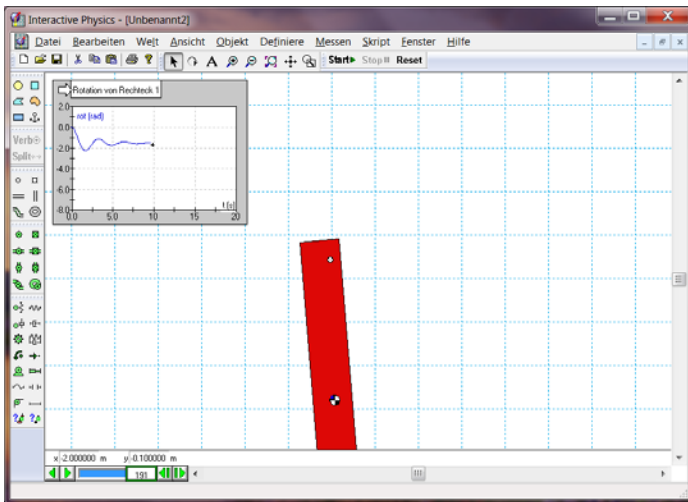 Interactive Physics - [Unbenannt2]
Datei Bearbeiten Welt Ansicht Objekt Definiere Messen Skript Fenster Hilfe
A Start Stop Reset
Rotation von Rechteck 1
2.0
rot (rad)
0.0
-2.0
-4.0
-6.0
-8.0
0.0 5.0 10 15 20
t [s]
Verb
Split
x -2.000000 m y -0.100000 m
191